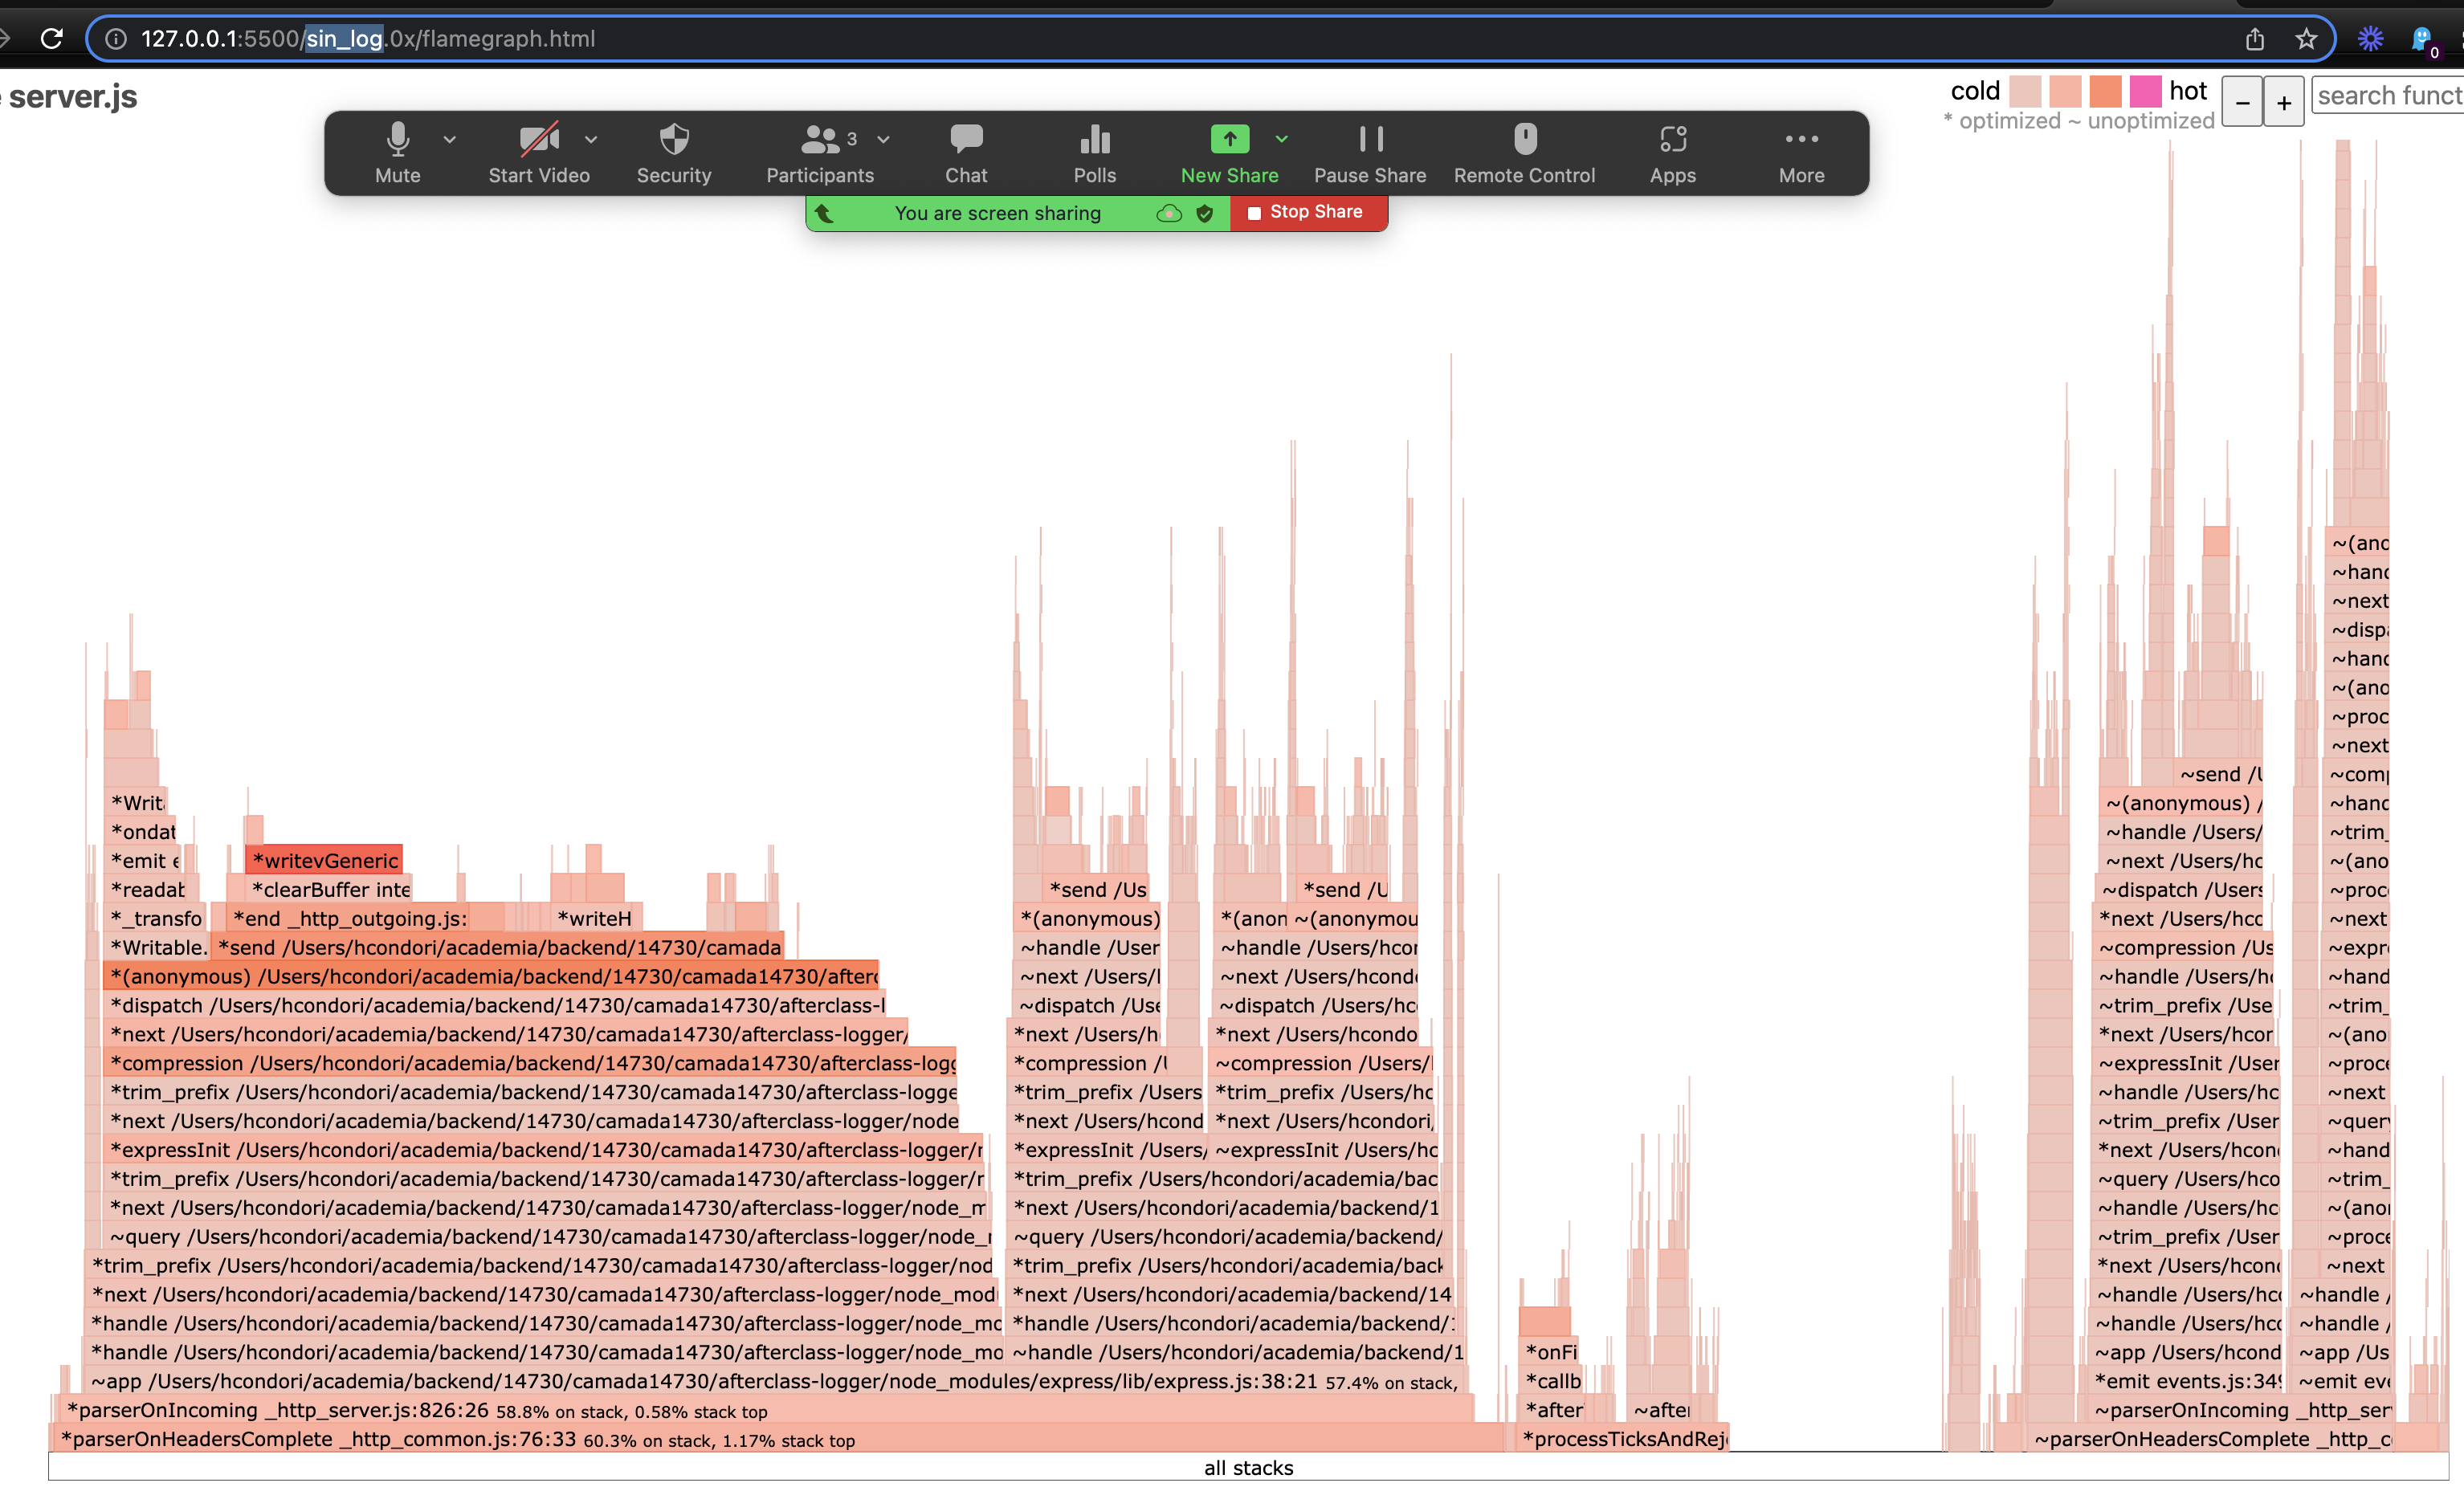 127.0.0.1:5500/sin_log.0x/flamegraph.html
0
server.js
cold
hot
* optimized ~ unoptimized
−
+
search funct
Mute
Start Video
Security
3
Participants
Chat
Polls
New Share
Pause Share
Remote Control
Apps
More
You are screen sharing
Stop Share
*Writ
*ondat
*emit e
*readab
*_transfo
*Writable.
*writevGeneric
*clearBuffer inte
*end _http_outgoing.js:
*writeH
*send /Users/hcondori/academia/backend/14730/camada
*(anonymous) /Users/hcondori/academia/backend/14730/camada14730/afterc
*dispatch /Users/hcondori/academia/backend/14730/camada14730/afterclass-l
*next /Users/hcondori/academia/backend/14730/camada14730/afterclass-logger/
*compression /Users/hcondori/academia/backend/14730/camada14730/afterclass-logg
*trim_prefix /Users/hcondori/academia/backend/14730/camada14730/afterclass-logge
*next /Users/hcondori/academia/backend/14730/camada14730/afterclass-logger/node
*expressInit /Users/hcondori/academia/backend/14730/camada14730/afterclass-logger/r
*trim_prefix /Users/hcondori/academia/backend/14730/camada14730/afterclass-logger/r
*next /Users/hcondori/academia/backend/14730/camada14730/afterclass-logger/node_m
~query /Users/hcondori/academia/backend/14730/camada14730/afterclass-logger/node_
*trim_prefix /Users/hcondori/academia/backend/14730/camada14730/afterclass-logger/nod
*next /Users/hcondori/academia/backend/14730/camada14730/afterclass-logger/node_mod
*handle /Users/hcondori/academia/backend/14730/camada14730/afterclass-logger/node_mo
*handle /Users/hcondori/academia/backend/14730/camada14730/afterclass-logger/node_mo
~app /Users/hcondori/academia/backend/14730/camada14730/afterclass-logger/node_modules/express/lib/express.js:38:21 57.4% on stack,
*parserOnIncoming _http_server.js:826:26 58.8% on stack, 0.58% stack top
*parserOnHeadersComplete _http_common.js:76:33 60.3% on stack, 1.17% stack top
*send /Us
*(anonymous)
~handle /User
~next /Users/
~dispatch /Use
*next /Users/h
*compression /
*trim_prefix /Users
*next /Users/hcond
*expressInit /Users/
*send /U
*(anon
~(anonymou
~handle /Users/hcor
~next /Users/hcond
~dispatch /Users/hc
*next /Users/hcondo
~compression /Users/
*trim_prefix /Users/hc
*next /Users/hcondori,
~expressInit /Users/hc
*trim_prefix /Users/hcondori/academia/bac
*next /Users/hcondori/academia/backend/1
~query /Users/hcondori/academia/backend/
*trim_prefix /Users/hcondori/academia/back
*next /Users/hcondori/academia/backend/14
*handle /Users/hcondori/academia/backend/
~handle /Users/hcondori/academia/backend/1
*onFi
*callb
*after
~after
*processTicksAndRej
~send /U
~(anonymous) /
~handle /Users/
~next /Users/hc
~dispatch /Users
*next /Users/hcc
~compression /Us
~handle /Users/h
~trim_prefix /Use
*next /Users/hcor
~expressInit /User
~handle /Users/hc
~trim_prefix /User
*next /Users/hcon
~query /Users/hco
~handle /Users/hc
~trim_prefix /User
*next /Users/hcon
~handle /Users/hc
~handle /Users/hc
~app /Users/hcond
*emit events.js:349
~parserOnIncoming _http_ser
~parserOnHeadersComplete _http_c
~(anc
~hand
~next
~disp
~hand
~(ano
~proc
~next
~comp
~hand
~trim_
~(ano
~proc
~next
~expr
~hand
~trim_
~(ano
~proc
~next
~query
~hand
~trim_
~(anon
~proce
~next
~handle /
~handle /
~app /Us
~emit eve
all stacks